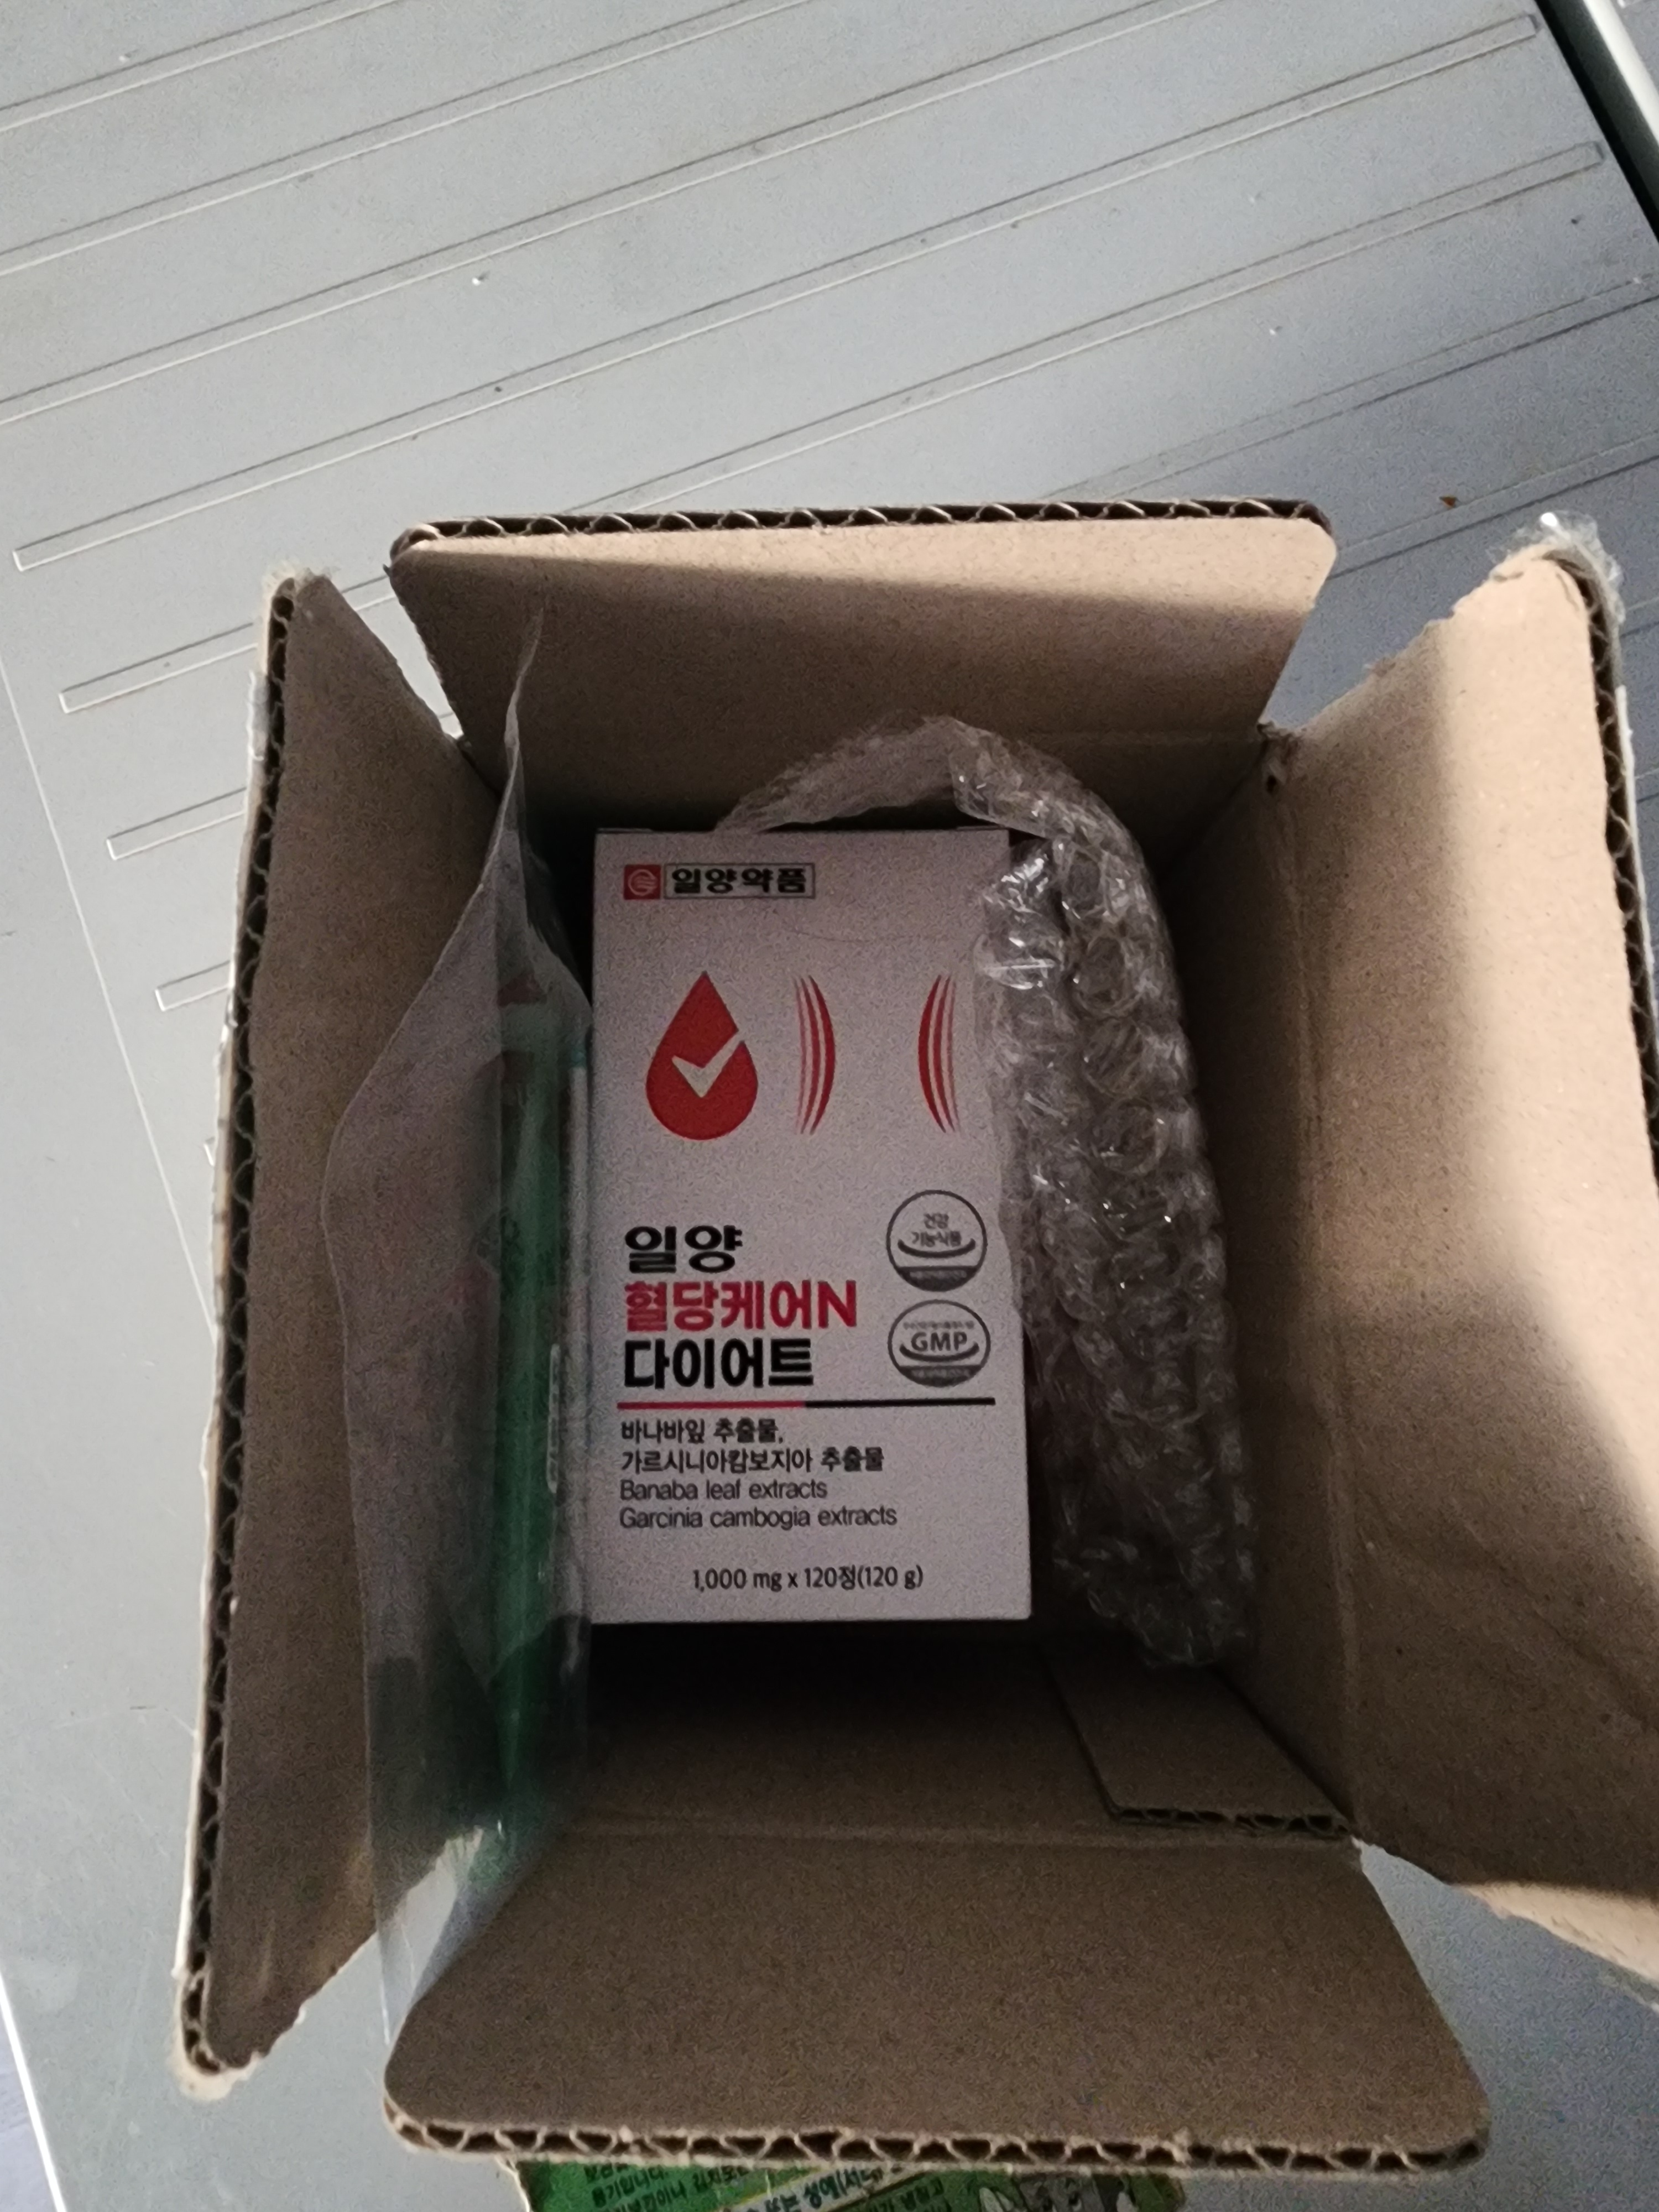 일양약품
일양
혈당케어N
다이어트
건강
기능식품
GMP
바나바잎 추출물,
가르시니아캄보지아 추출물
Banaba leaf extracts
Garcinia cambogia extracts
1,000 mg x 120정(120 g)